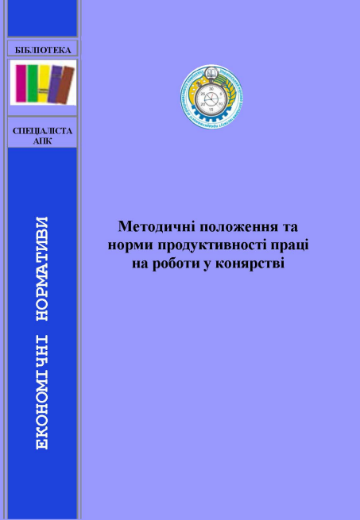 БІБЛІОТЕКА
СПЕЦІАЛІСТА
АПК
ЕКОНОМІЧНІ НОРМАТИВИ
Методичні положення та
норми продуктивності праці
на роботи у конярстві